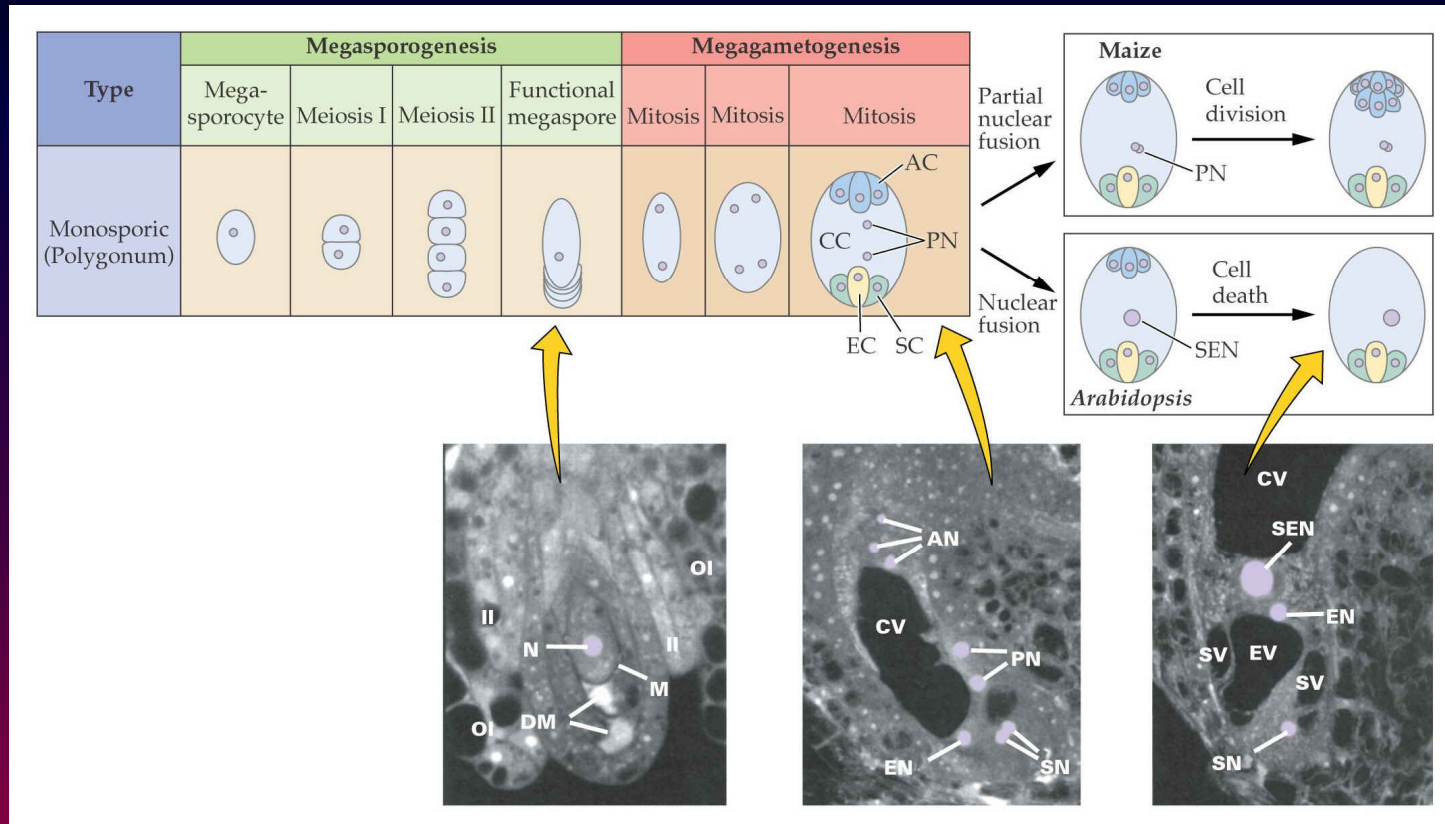 Type
Megasporogenesis
Megagametogenesis
Mega-
sporocyte
Meiosis I
Meiosis II
Functional
megaspore
Mitosis
Mitosis
Mitosis
Monosporic
(Polygonum)
AC
CC
PN
EC
SC
Partial
nuclear
fusion
Nuclear
fusion
Maize
Cell
division
PN
Cell
death
SEN
Arabidopsis
OI
II
II
N
M
DM
OI
AN
CV
PN
EN
SN
CV
SEN
EN
SV
EV
SV
SN